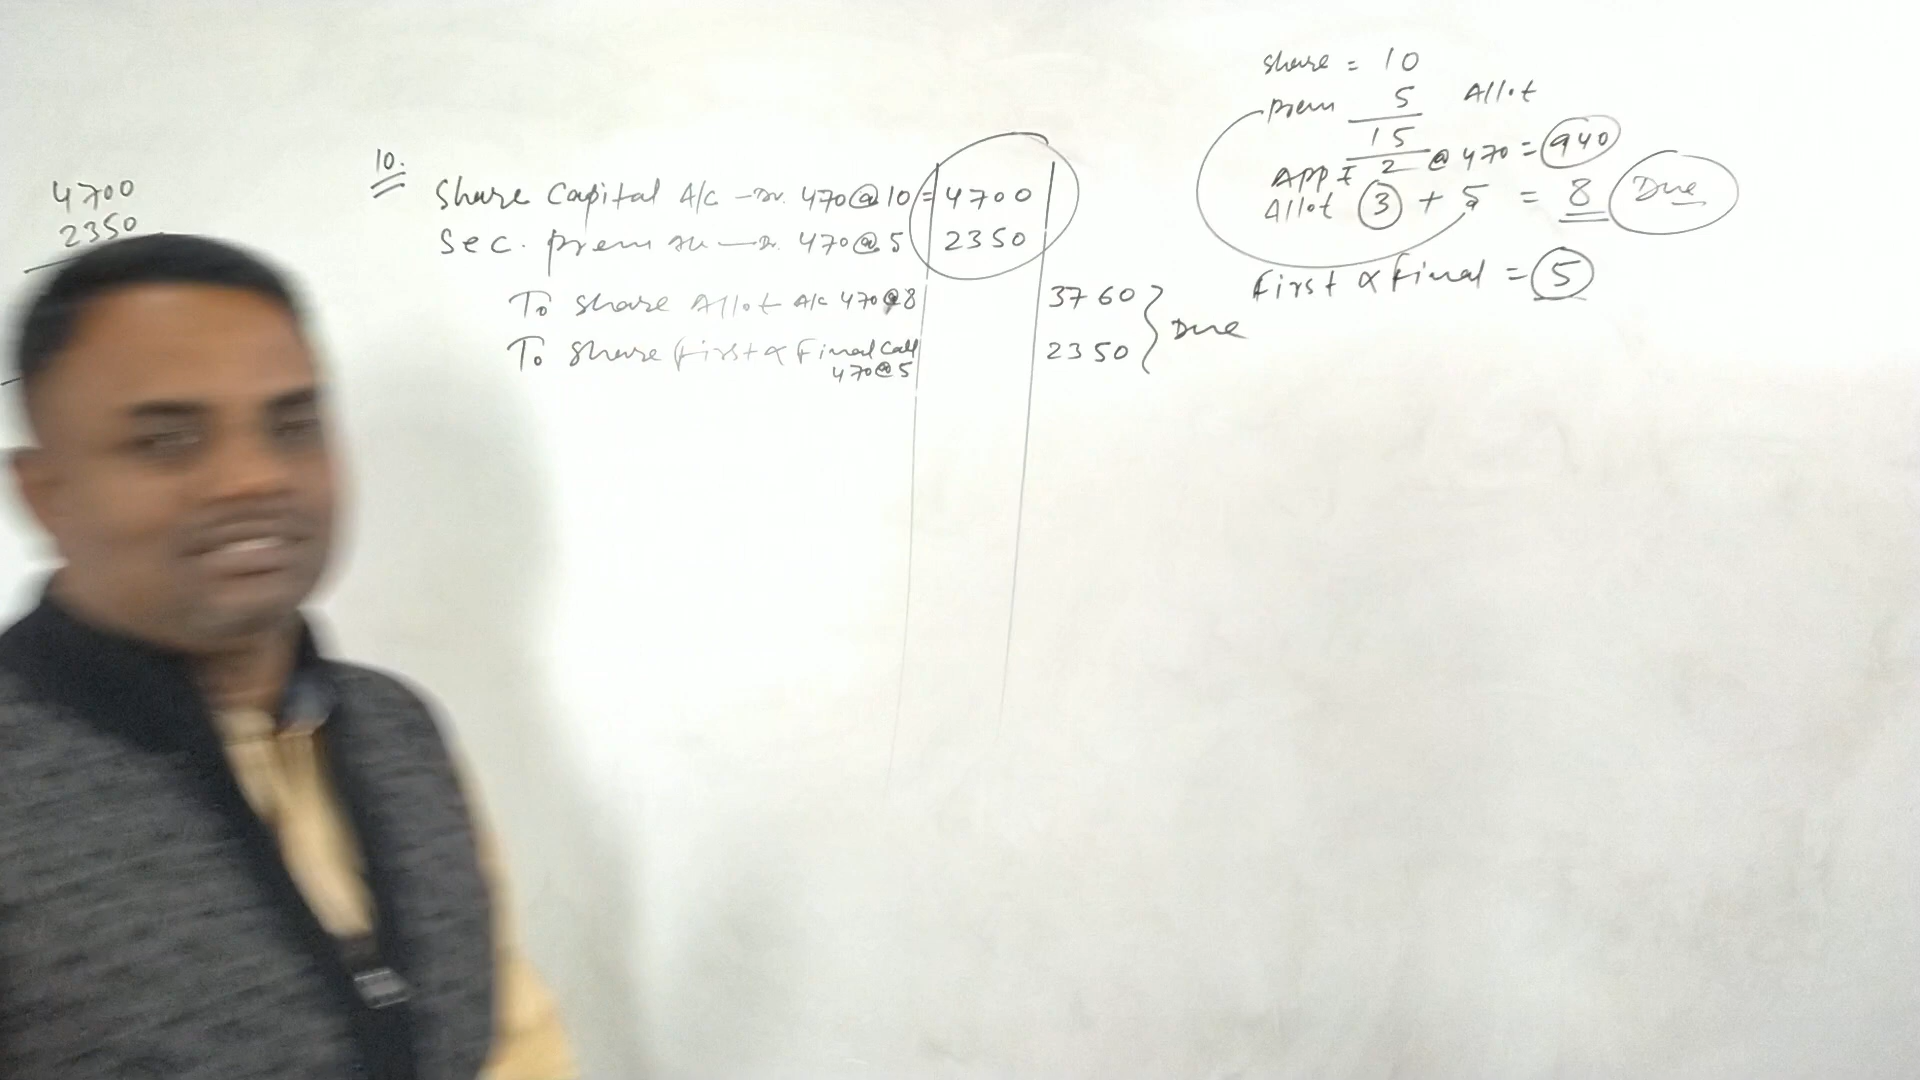 4700
2350
10.
Share Capital A/c - Dr. 470@10 = 4700
Sec. prem - Dr. 470@5 2350
To share Allot A/c 470@8 3760
To share first & Final Call 2350
470@5
Due
share = 10
prem 5 Allot
15
APP I 2 @ 470 = 940
Allot 3 + 5 = 8 Due
first & Final = 5